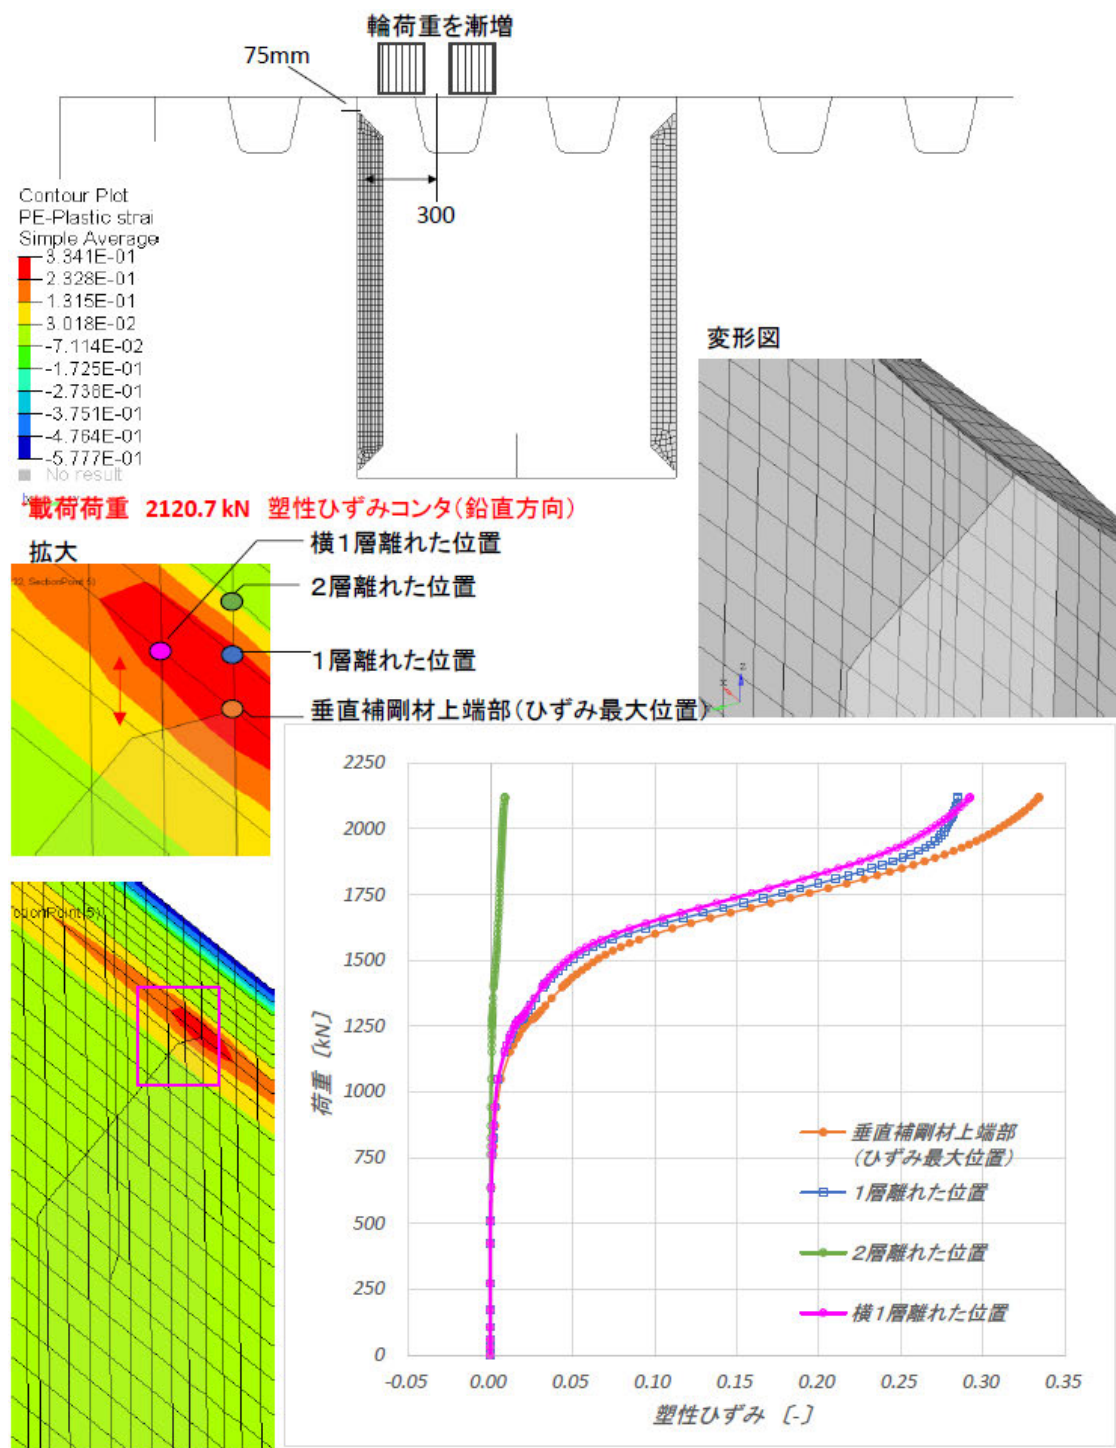 輪荷重を漸増
75mm
300
Contour Plot
PE-Plastic strai
Simple Average
3.341E-01
2.328E-01
1.315E-01
3.018E-02
-7.114E-02
-1.725E-01
-2.738E-01
-3.751E-01
-4.764E-01
-5.777E-01
No result
変形図
載荷荷重 2120.7 kN 塑性ひずみコンタ(鉛直方向)
拡大
横1層離れた位置
2層離れた位置
1層離れた位置
垂直補剛材上端部(ひずみ最大位置)
SectionPoint 5)
Z
X
ectionPoint (5)
荷重 〔kN〕
2250
2000
1750
1500
1250
1000
750
500
250
0
-0.05 0.00 0.05 0.10 0.15 0.20 0.25 0.30 0.35
塑性ひずみ 〔-〕
垂直補剛材上端部
(ひずみ最大位置)
1層離れた位置
2層離れた位置
横1層離れた位置